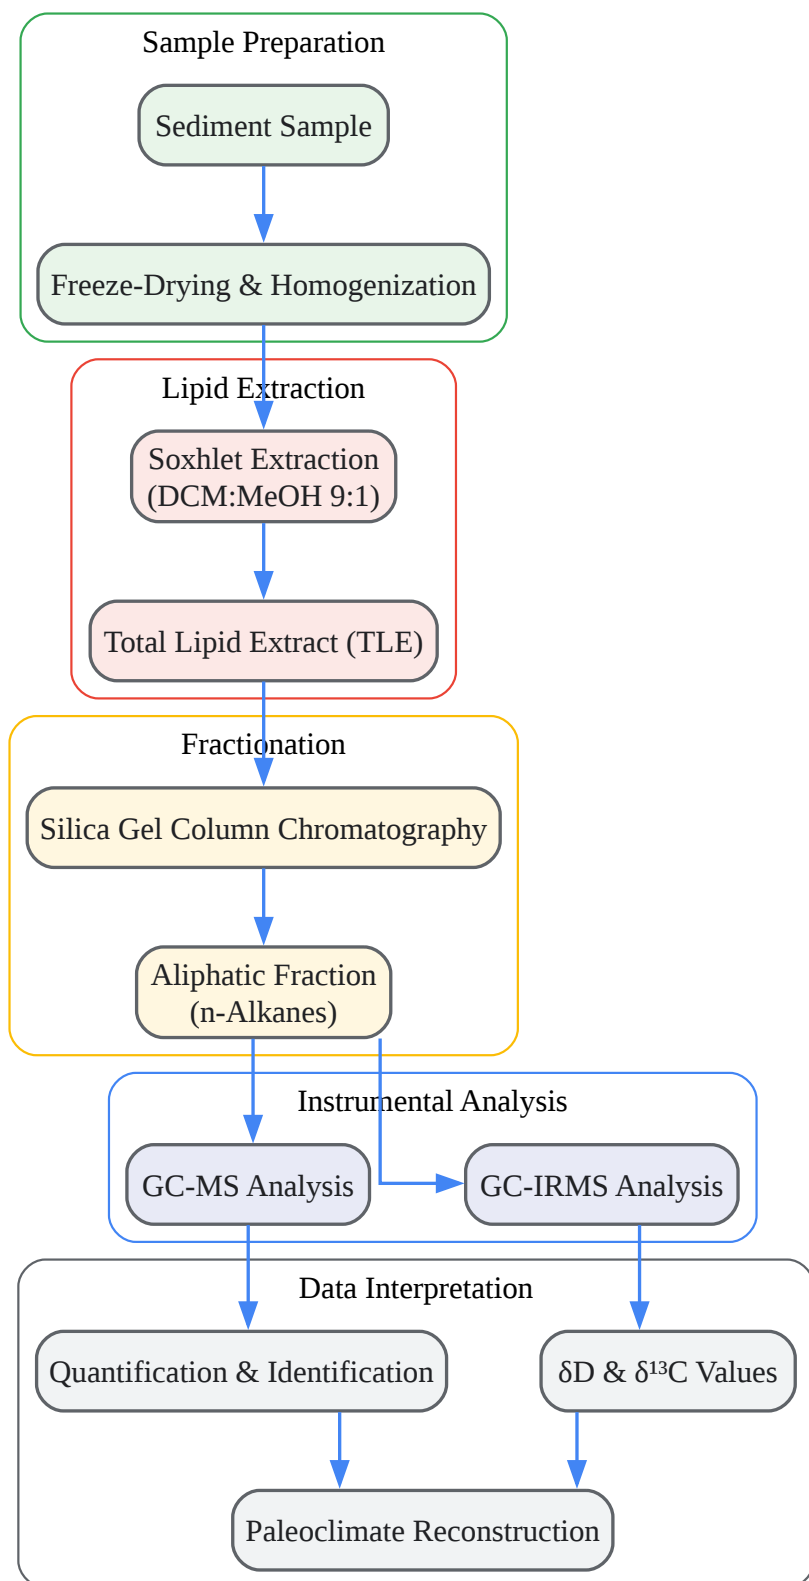 Sample Preparation
Sediment Sample
Freeze-Drying & Homogenization
Lipid Extraction
Soxhlet Extraction
(DCM:MeOH 9:1)
Total Lipid Extract (TLE)
Fractionation
Silica Gel Column Chromatography
Aliphatic Fraction
(n-Alkanes)
Instrumental Analysis
GC-MS Analysis
GC-IRMS Analysis
Data Interpretation
Quantification & Identification
δD & δ¹³C Values
Paleoclimate Reconstruction